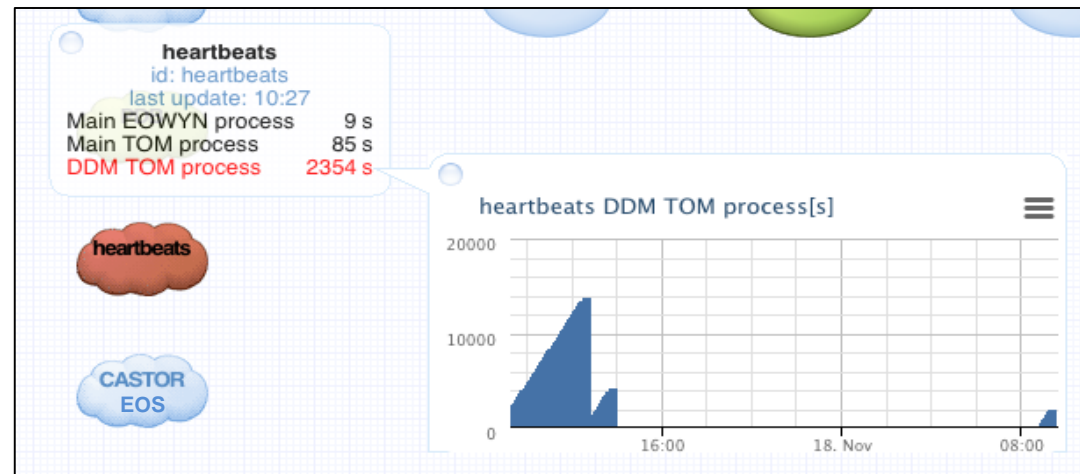 heartbeats
id: heartbeats
last update: 10:27
Main EOWYN process 9 s
Main TOM process 85 s
DDM TOM process 2354 s
heartbeats DDM TOM process[s]
20000
10000
0
16:00 18. Nov 08:00
heartbeats
CASTOR
EOS